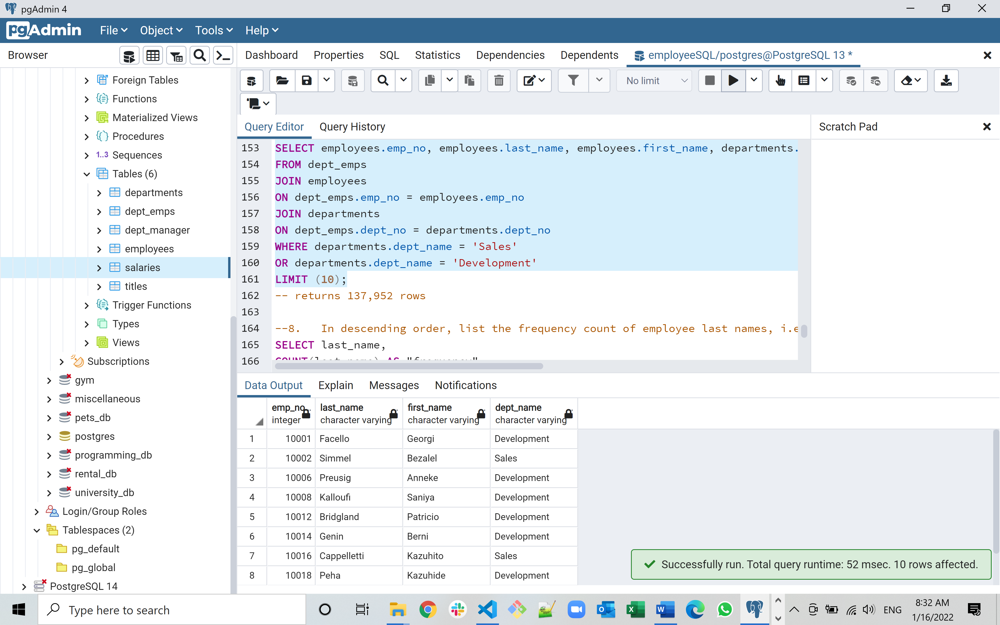 pgAdmin 4
pgAdmin File Object Tools Help
Browser
Dashboard Properties SQL Statistics Dependencies Dependents employeeSQL/postgres@PostgreSQL 13 *
No limit
Foreign Tables
Functions
Materialized Views
Procedures
1..3 Sequences
Tables (6)
departments
dept_emps
dept_manager
employees
salaries
titles
Trigger Functions
Types
Views
Subscriptions
gym
miscellaneous
pets_db
postgres
programming_db
rental_db
university_db
Login/Group Roles
Tablespaces (2)
pg_default
pg_global
PostgreSQL 14
Query Editor Query History
Scratch Pad
153 SELECT employees.emp_no, employees.last_name, employees.first_name, departments.
154 FROM dept_emps
155 JOIN employees
156 ON dept_emps.emp_no = employees.emp_no
157 JOIN departments
158 ON dept_emps.dept_no = departments.dept_no
159 WHERE departments.dept_name = 'Sales'
160 OR departments.dept_name = 'Development'
161 LIMIT (10);
162 -- returns 137,952 rows
163
164 --8. In descending order, list the frequency count of employee last names, i.e
165 SELECT last_name,
166 COUNT(last_name) AS "frequency"
Data Output Explain Messages Notifications
emp_no last_name first_name dept_name
integer character varying character varying character varying
1 10001 Facello Georgi Development
2 10002 Simmel Bezalel Sales
3 10006 Preusig Anneke Development
4 10008 Kalloufi Saniya Development
5 10012 Bridgland Patricio Development
6 10014 Genin Berni Development
7 10016 Cappelletti Kazuhito Sales
8 10018 Peha Kazuhide Development
Successfully run. Total query runtime: 52 msec. 10 rows affected.
Type here to search
ENG
8:32 AM
1/16/2022